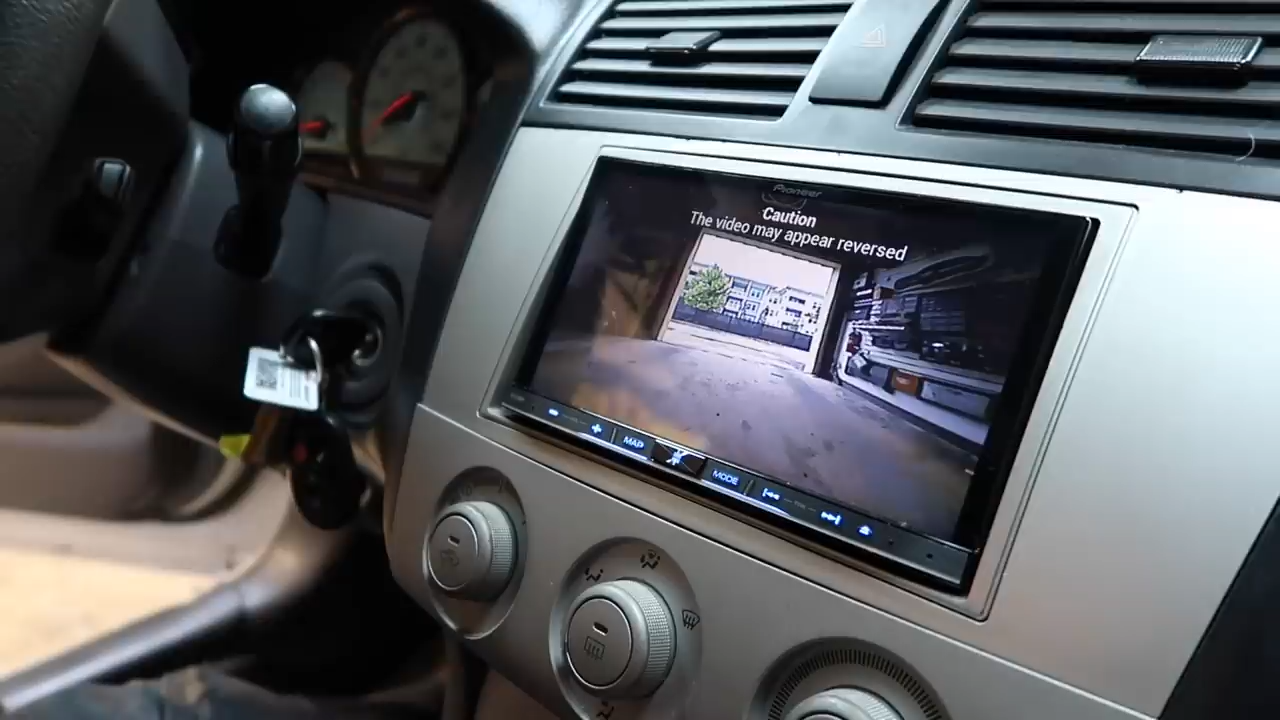 Pioneer
Caution
The video may appear reversed
MAP
MODE